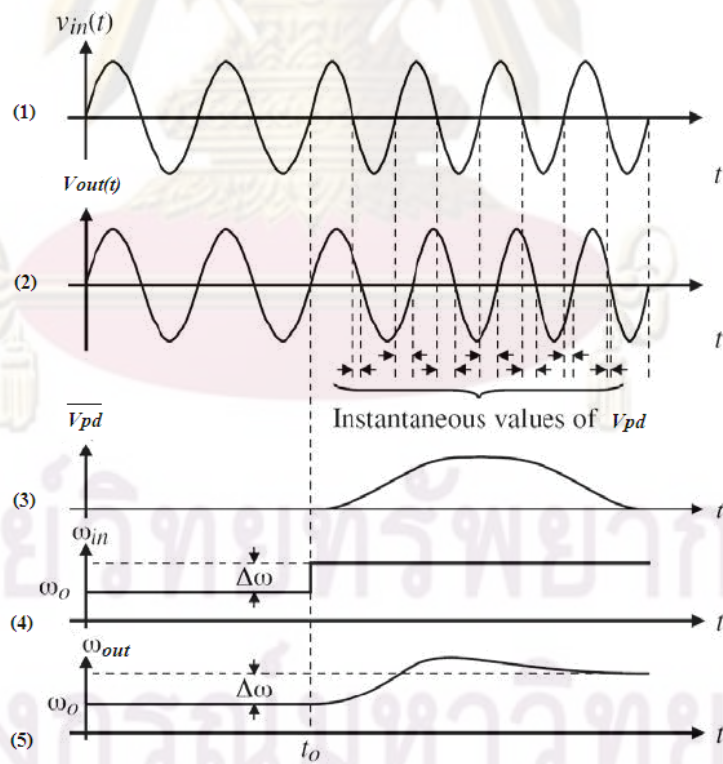 v_in(t)
(1)
t
Vout(t)
(2)
t
Vpd
Instantaneous values of Vpd
(3)
t
ω_in
Δω
ω_o
(4)
t
ω_out
Δω
ω_o
(5)
t_o
t